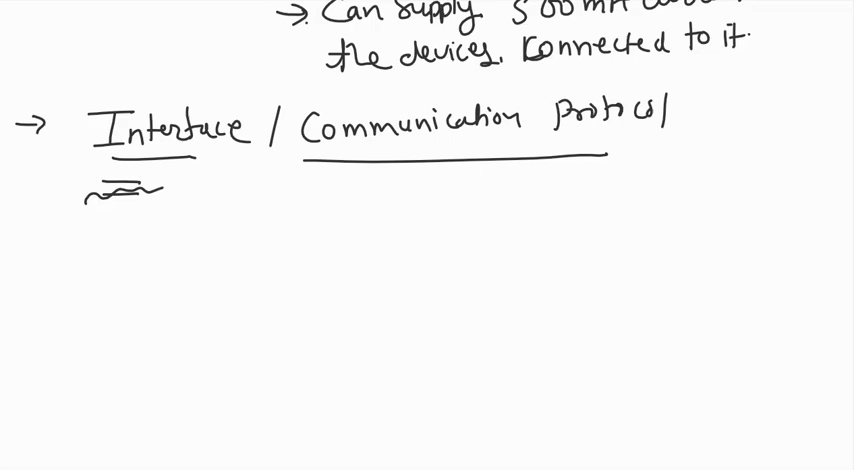 → Can supply 500mA
the devices. Connected to it.
→ Interface / Communication Protocol